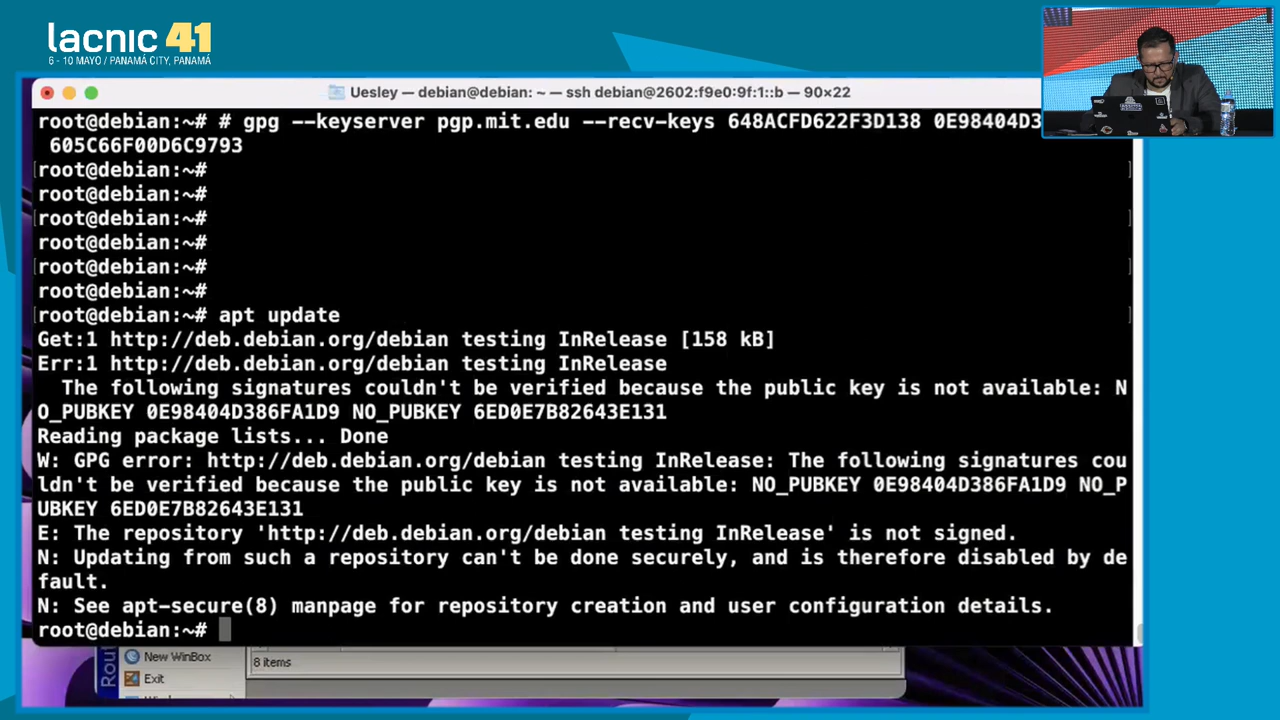 lacnic 41
6 - 10 MAYO / PANAMÁ CITY, PANAMÁ
Uesley — debian@debian: ~ — ssh debian@2602:f9e0:9f:1::b — 90×22
root@debian:~# # gpg --keyserver pgp.mit.edu --recv-keys 648ACFD622F3D138 0E98404D3
605C66F00D6C9793
root@debian:~#
root@debian:~#
root@debian:~#
root@debian:~#
root@debian:~#
root@debian:~#
root@debian:~# apt update
Get:1 http://deb.debian.org/debian testing InRelease [158 kB]
Err:1 http://deb.debian.org/debian testing InRelease
The following signatures couldn't be verified because the public key is not available: N
O_PUBKEY 0E98404D386FA1D9 NO_PUBKEY 6ED0E7B82643E131
Reading package lists... Done
W: GPG error: http://deb.debian.org/debian testing InRelease: The following signatures cou
ldn't be verified because the public key is not available: NO_PUBKEY 0E98404D386FA1D9 NO_P
UBKEY 6ED0E7B82643E131
E: The repository 'http://deb.debian.org/debian testing InRelease' is not signed.
N: Updating from such a repository can't be done securely, and is therefore disabled by de
fault.
N: See apt-secure(8) manpage for repository creation and user configuration details.
root@debian:~#
New WinBox
8 items
Exit
Rout